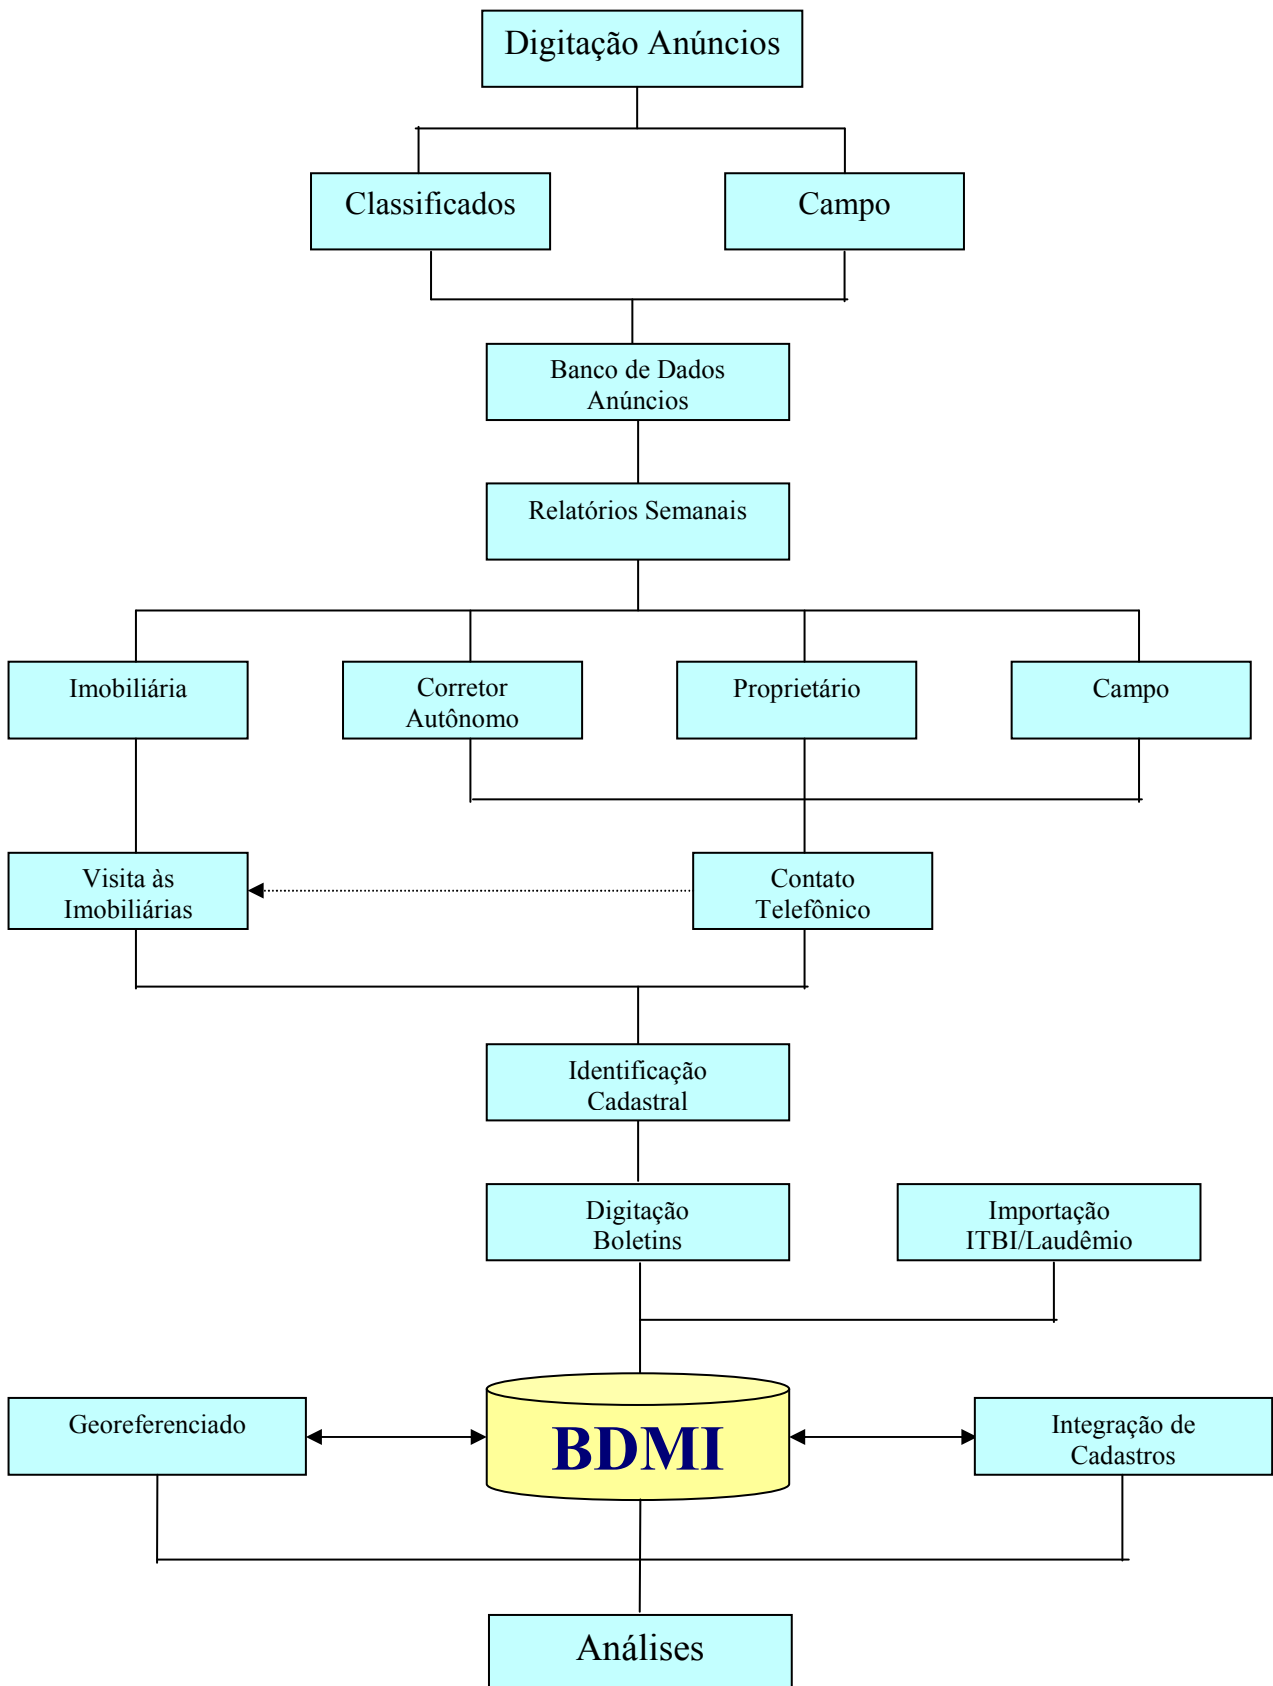 Digitação Anúncios
Classificados
Campo
Banco de Dados
Anúncios
Relatórios Semanais
Imobiliária
Corretor
Autônomo
Proprietário
Campo
Visita às
Imobiliárias
Contato
Telefônico
Identificação
Cadastral
Digitação
Boletins
Importação
ITBI/Laudêmio
Georeferenciado
BDMI
Integração de
Cadastros
Análises